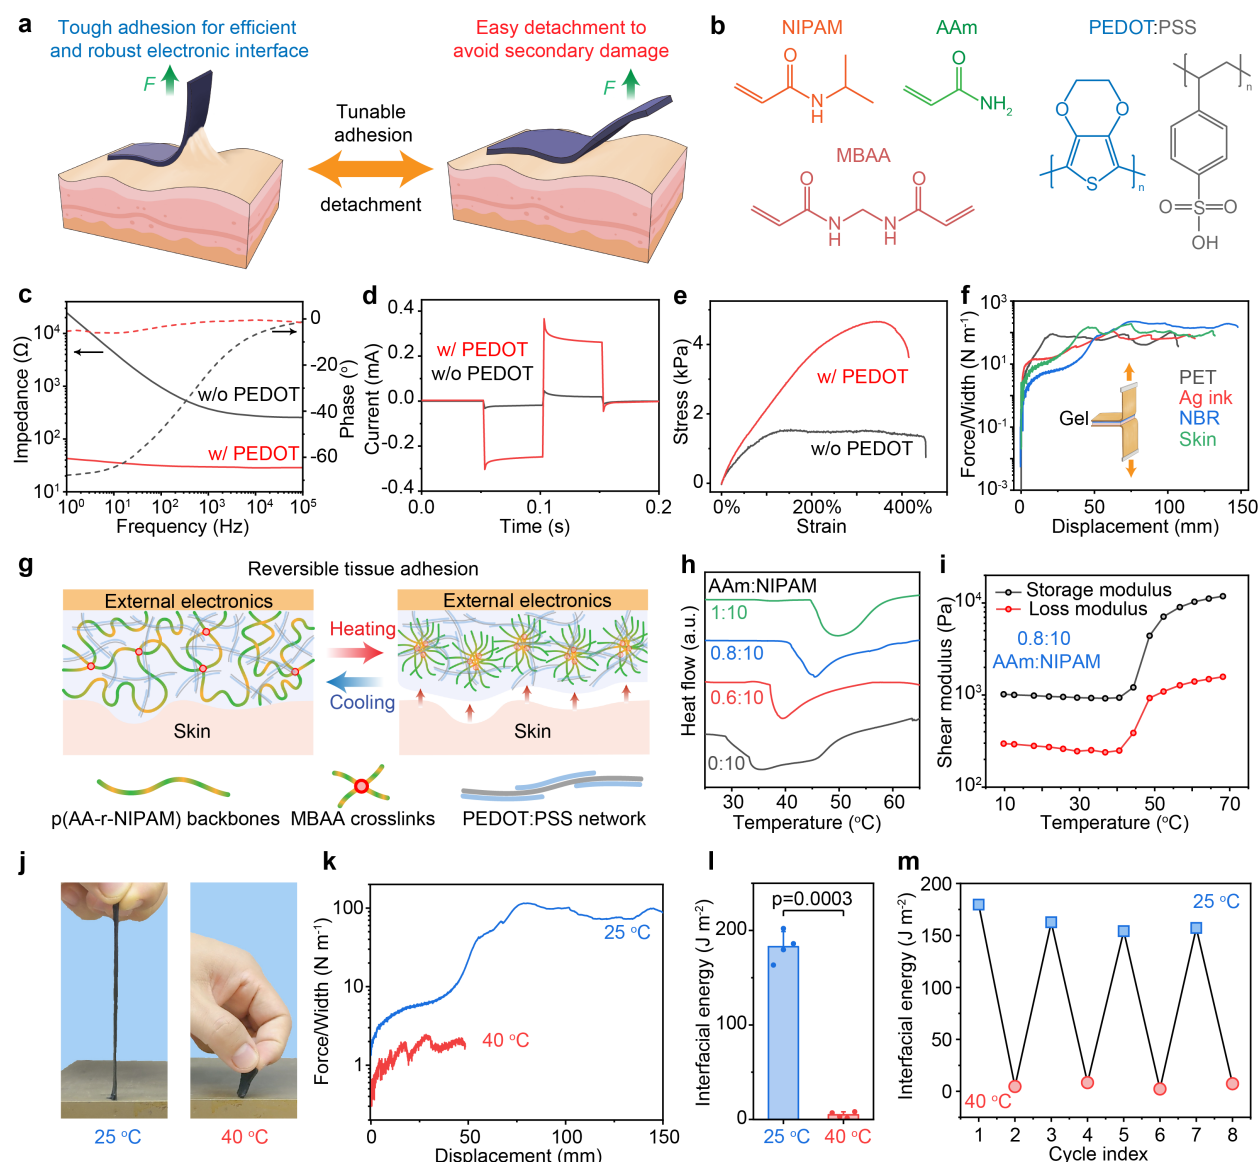 a
Tough adhesion for efficient
and robust electronic interface
F
Tunable
adhesion
detachment
Easy detachment to
avoid secondary damage
F
b
NIPAM
O
N
H
AAm
O
NH2
MBAA
O
N
H
N
H
O
PEDOT:PSS
O
O
S
n
n
O
S
O
OH
c
Impedance (Ω)
10⁴
10³
10²
10¹
w/o PEDOT
w/ PEDOT
0
-20
-40
-60
Phase (°)
10⁰ 10¹ 10² 10³ 10⁴ 10⁵
Frequency (Hz)
d
Current (mA)
0.4
0.2
0.0
-0.2
-0.4
w/ PEDOT
w/o PEDOT
0.0 0.1 0.2
Time (s)
e
Stress (kPa)
4
2
0
w/ PEDOT
w/o PEDOT
0% 200% 400%
Strain
f
Force/Width (N m⁻¹)
10³
10¹
10⁻¹
10⁻³
Gel
PET
Ag ink
NBR
Skin
0 50 100 150
Displacement (mm)
g
Reversible tissue adhesion
External electronics
Skin
Heating
Cooling
External electronics
Skin
p(AA-r-NIPAM) backbones
MBAA crosslinks
PEDOT:PSS network
h
Heat flow (a.u.)
AAm:NIPAM
1:10
0.8:10
0.6:10
0:10
30 40 50 60
Temperature (°C)
i
Shear modulus (Pa)
10⁴
10³
10²
Storage modulus
Loss modulus
0.8:10
AAm:NIPAM
10 30 50 70
Temperature (°C)
j
25 °C
40 °C
k
Force/Width (N m⁻¹)
100
10
1
25 °C
40 °C
0 50 100 150
Displacement (mm)
l
Interfacial energy (J m⁻²)
200
100
0
p=0.0003
25 °C
40 °C
m
Interfacial energy (J m⁻²)
200
150
100
50
0
25 °C
40 °C
1 2 3 4 5 6 7 8
Cycle index